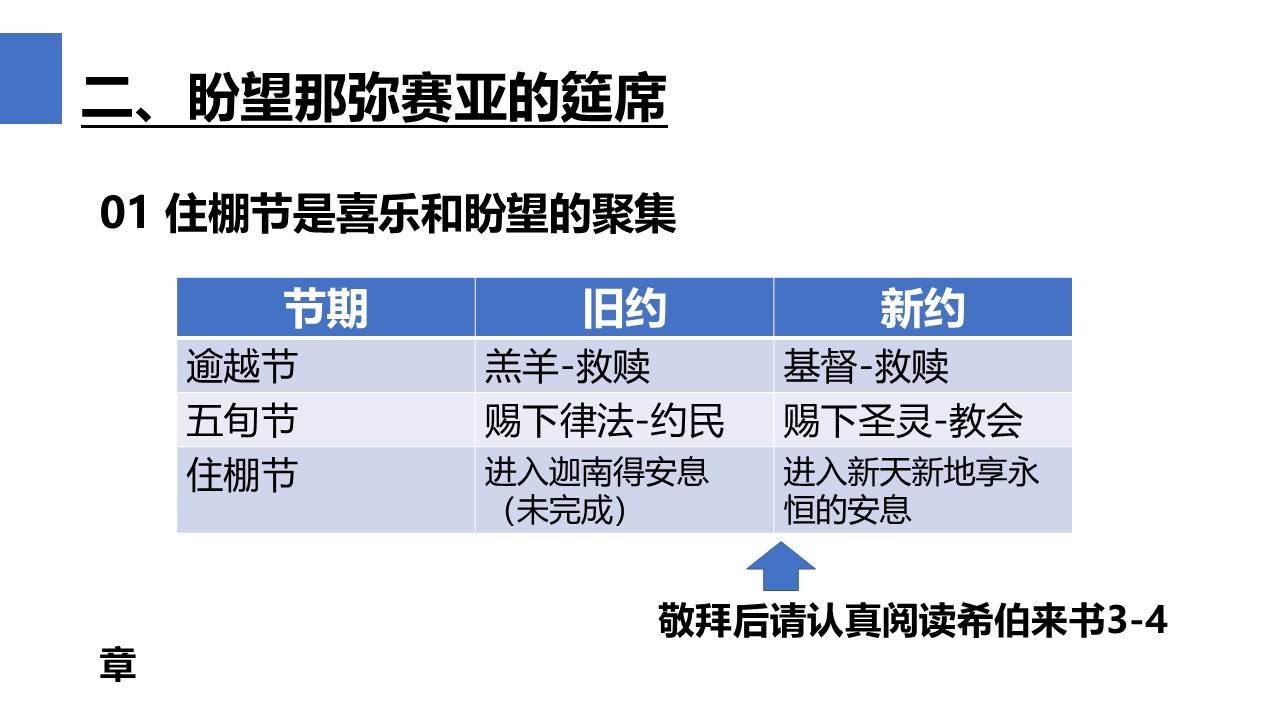 二、盼望那弥赛亚的筵席
01 住棚节是喜乐和盼望的聚集
节期 旧约 新约
逾越节 羔羊-救赎 基督-救赎
五旬节 赐下律法-约民 赐下圣灵-教会
住棚节 进入迦南得安息 进入新天新地享永
（未完成） 恒的安息
敬拜后请认真阅读希伯来书3-4
章